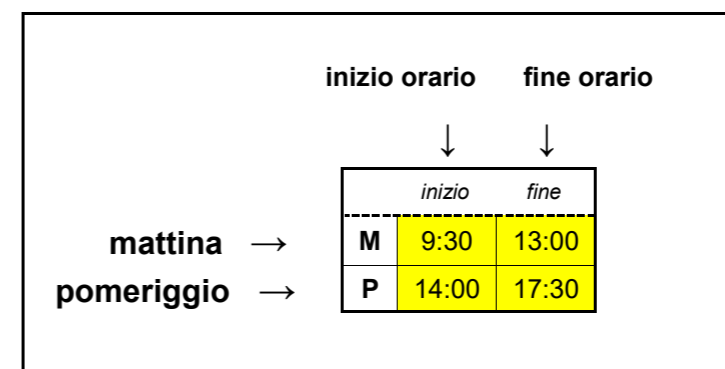 inizio orario fine orario
↓ ↓
inizio fine
mattina → M 9:30 13:00
pomeriggio → P 14:00 17:30